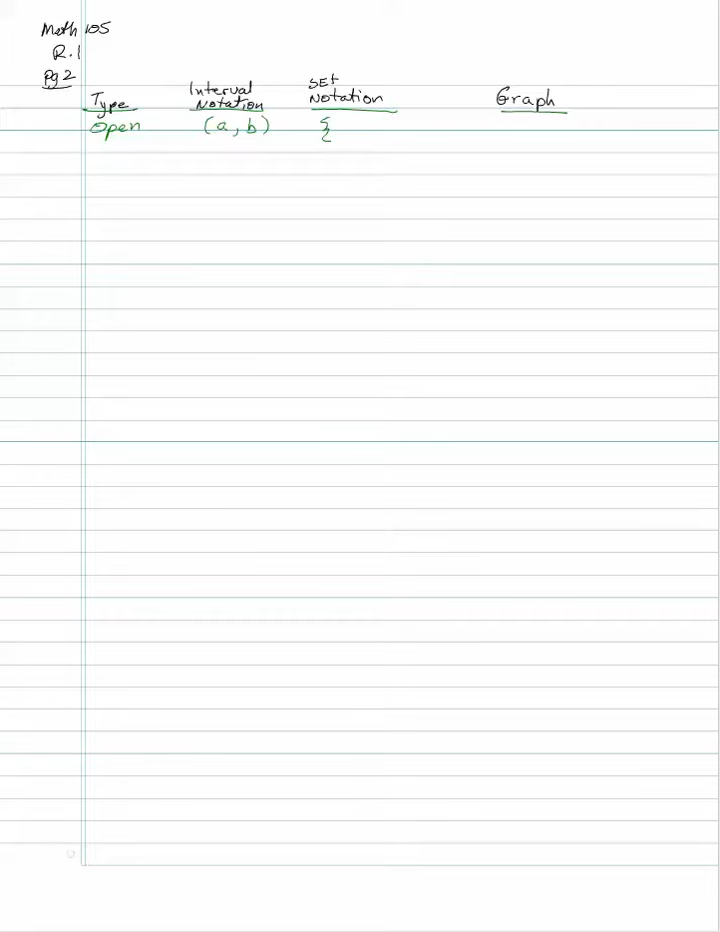 Math 105
R.1
pg 2
Type Interval Notation Set Notation Graph
open (a, b) {